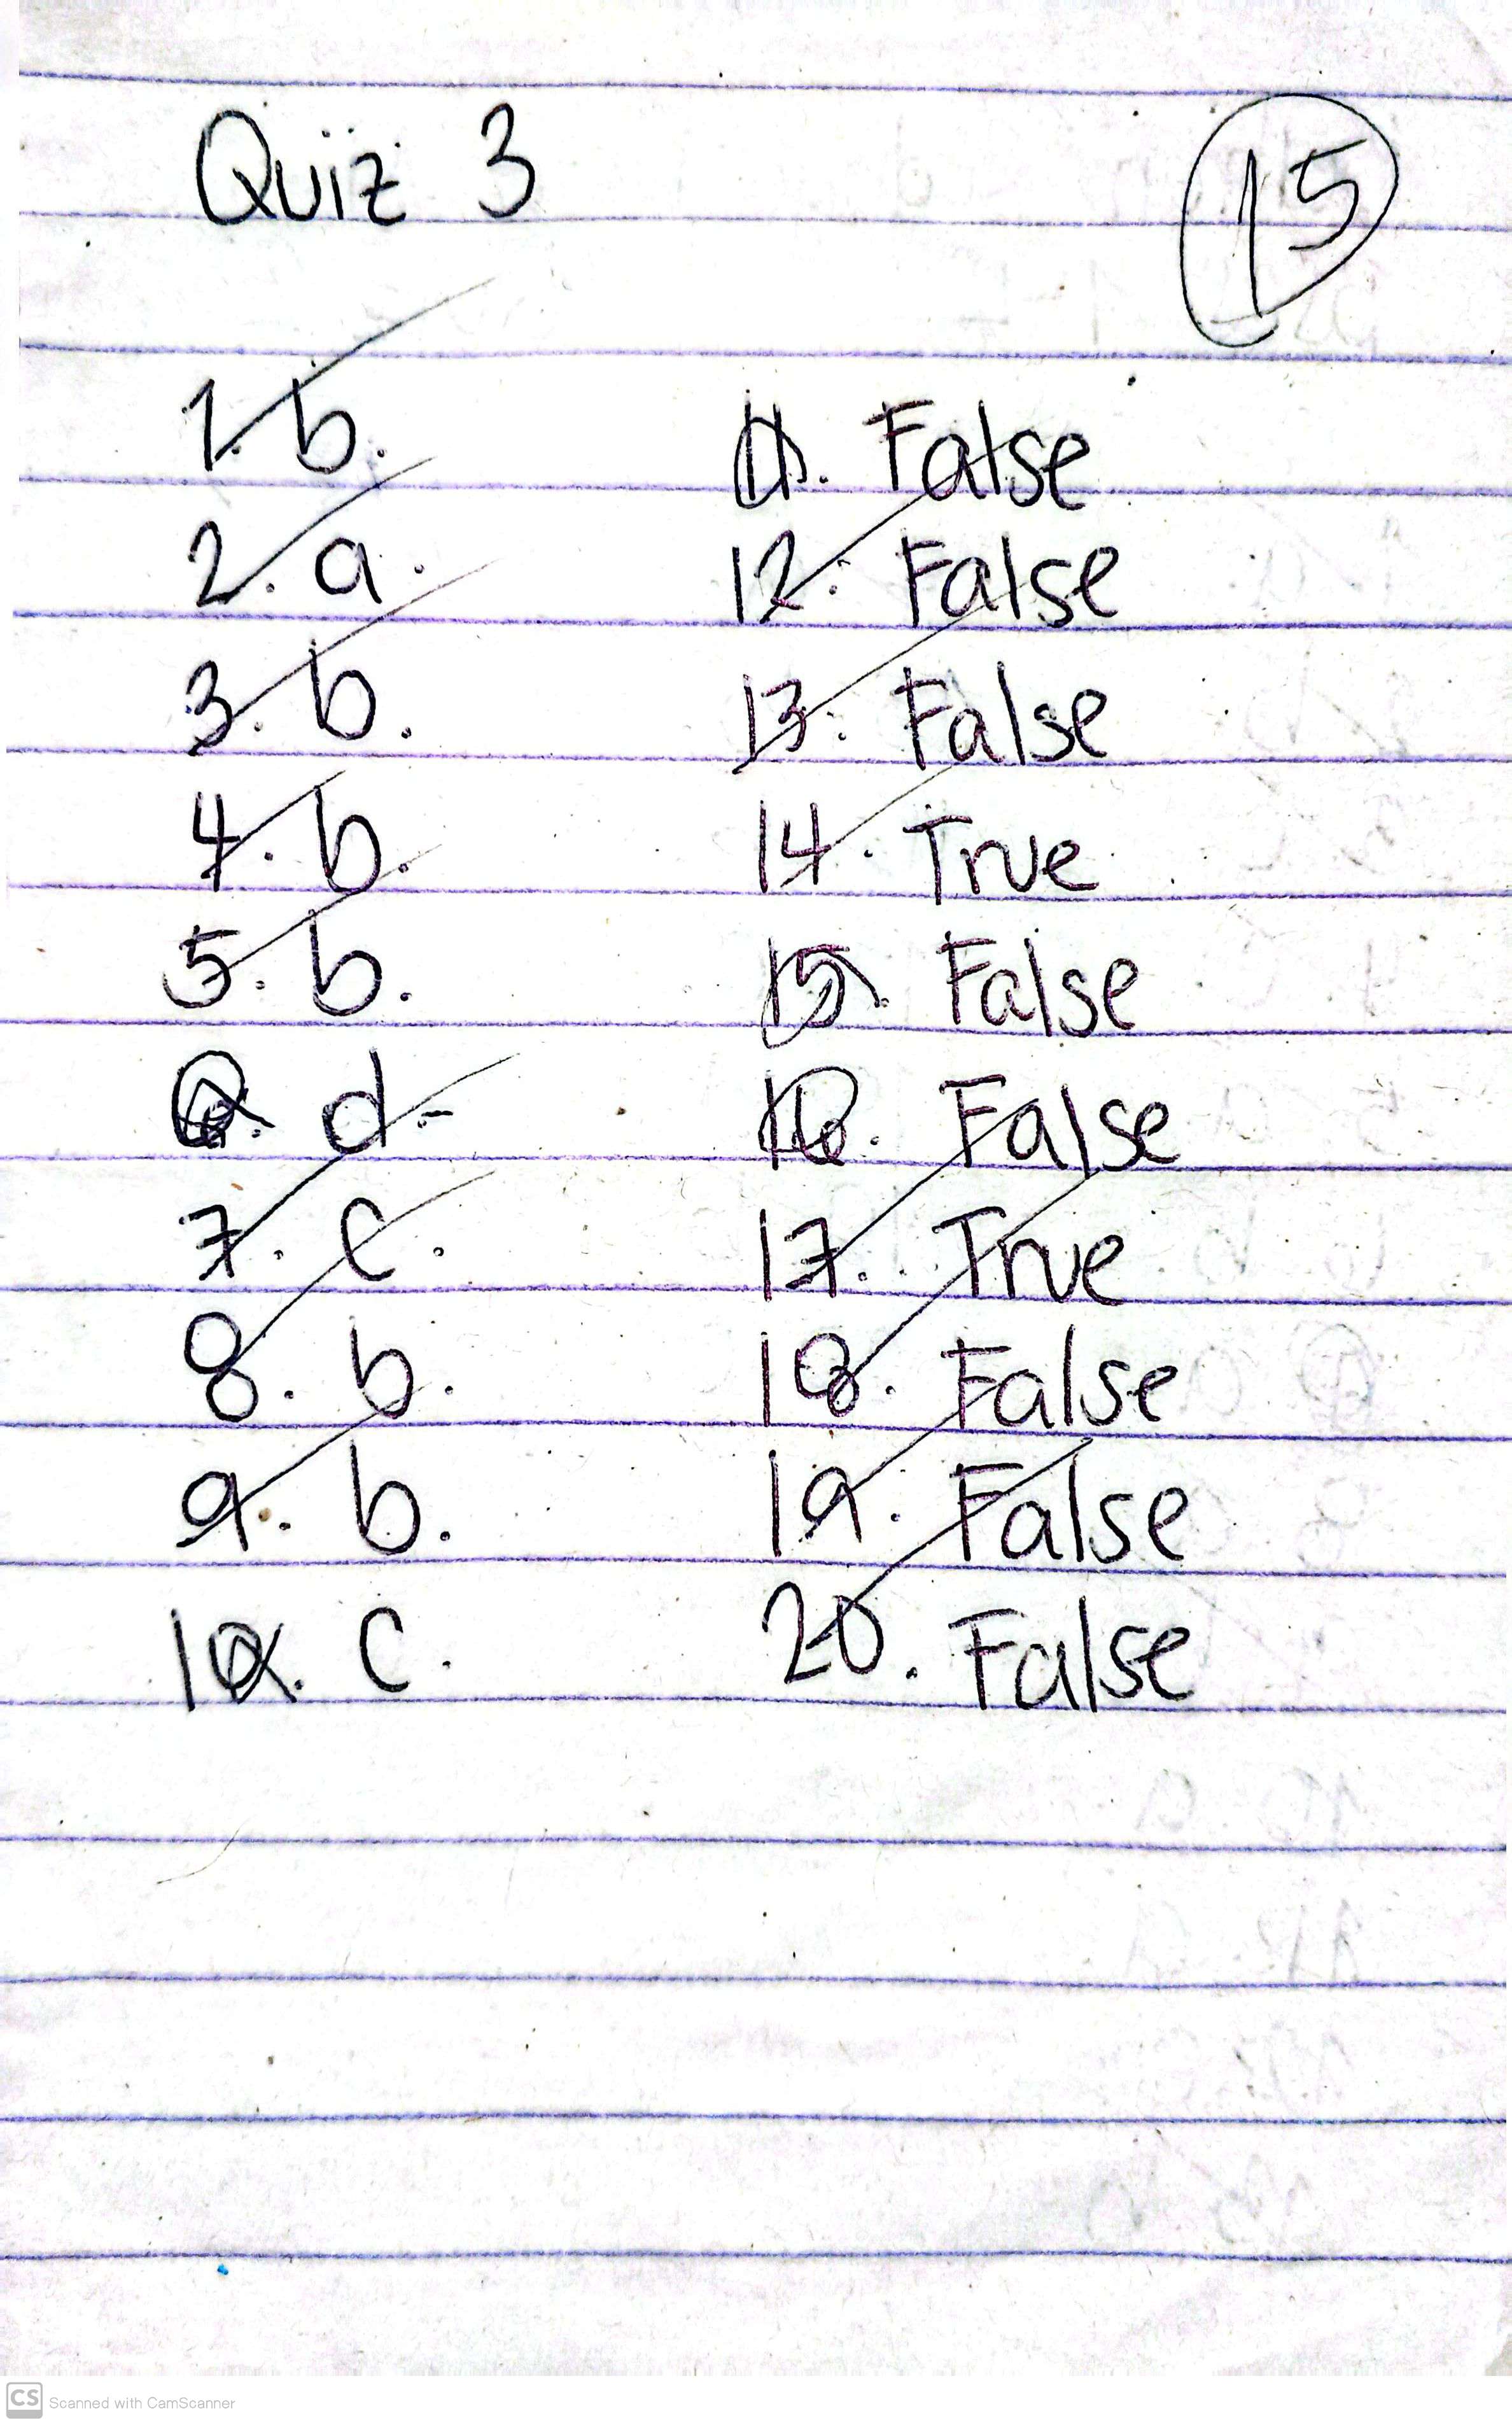 Quiz 3
15
1. b.
2. a.
3. b.
4. b.
5. b.
6. d.
7. c.
8. b.
9. b.
10. c.
11. False
12. False
13. False
14. True
15. False
16. False
17. True
18. False
19. False
20. False
CS Scanned with CamScanner